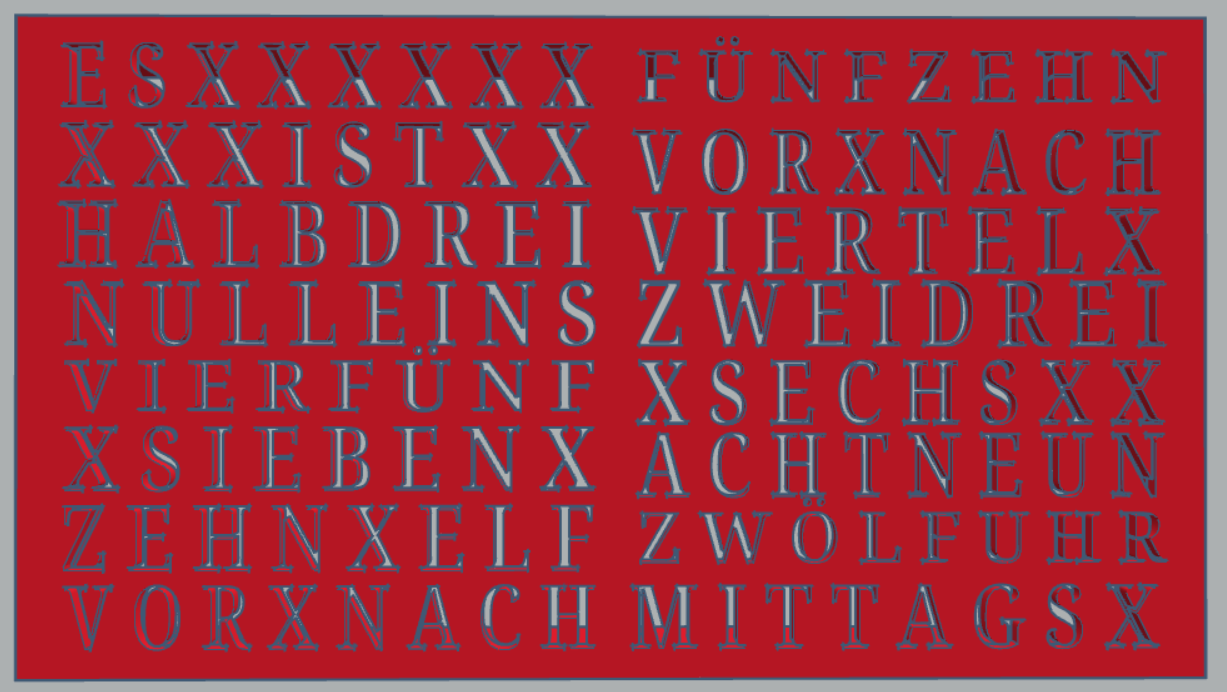 ESXXXXXX FÜNFZEHN
XXXISTXX VORXNACH
HALBDREI VIERTELX
NULLEINS ZWEIDREI
VIERFÜNF XSECHSXX
XSIEBENX ACHTNEUN
ZEHNXELF ZWÖLFUHR
VORXNACH MITTAGSX